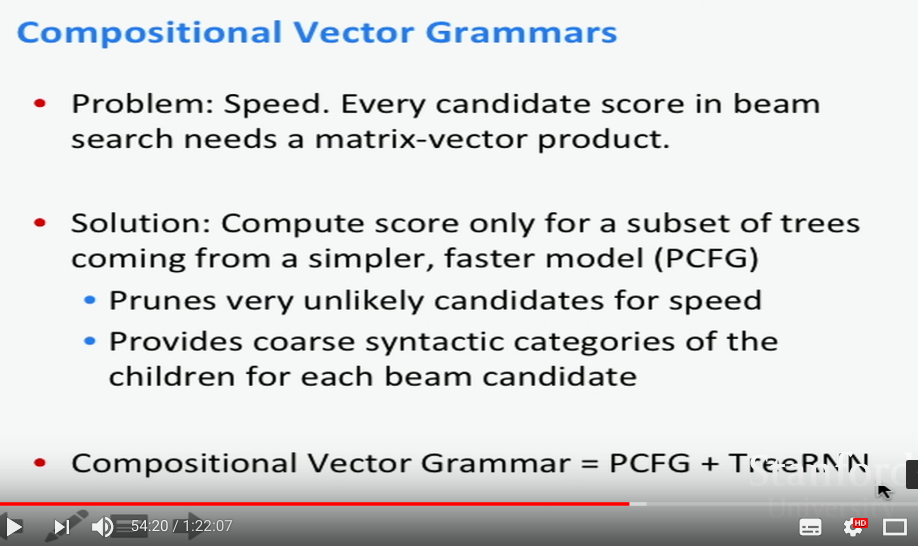 Compositional Vector Grammars
• Problem: Speed. Every candidate score in beam
search needs a matrix-vector product.
• Solution: Compute score only for a subset of trees
coming from a simpler, faster model (PCFG)
• Prunes very unlikely candidates for speed
• Provides coarse syntactic categories of the
children for each beam candidate
• Compositional Vector Grammar = PCFG + TreeRNN
Stanford
University
54:20 / 1:22:07
HD